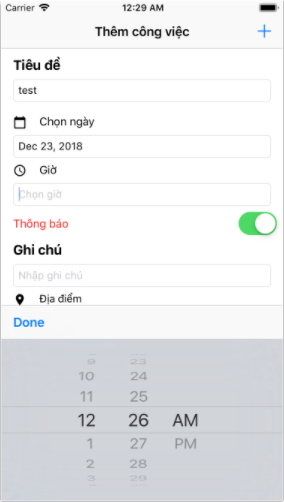 Carrier 12:29 AM
Thêm công việc +
Tiêu đề
test
Chọn ngày
Dec 23, 2018
Giờ
Chọn giờ
Thông báo
Ghi chú
Nhập ghi chú
Địa điểm
Done
9 23
10 24
11 25
12 26 AM
1 27 PM
2 28
3 29